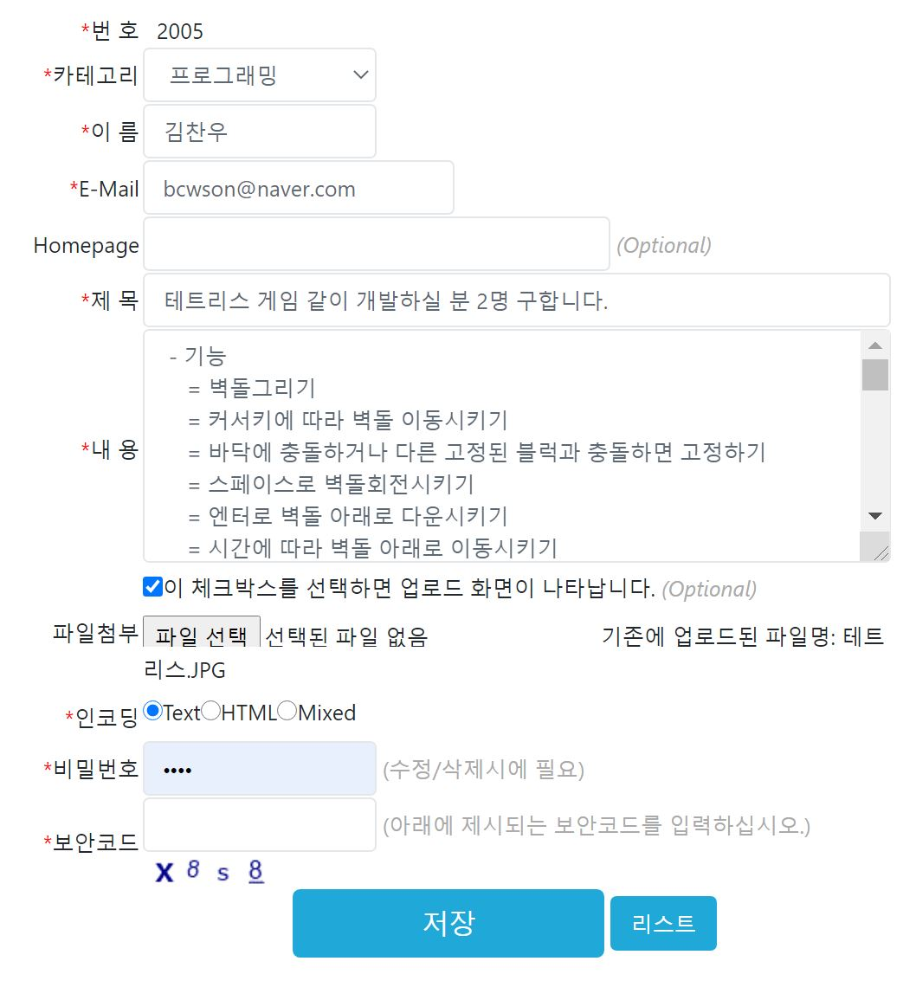 *번 호 2005
*카테고리 프로그래밍
*이 름 김찬우
*E-Mail bcwson@naver.com
Homepage (Optional)
*제 목 테트리스 게임 같이 개발하실 분 2명 구합니다.
*내 용
- 기능
= 벽돌그리기
= 커서키에 따라 벽돌 이동시키기
= 바닥에 충돌하거나 다른 고정된 블럭과 충돌하면 고정하기
= 스페이스로 벽돌회전시키기
= 엔터로 벽돌 아래로 다운시키기
= 시간에 따라 벽돌 아래로 이동시키기
이 체크박스를 선택하면 업로드 화면이 나타납니다. (Optional)
파일첨부 파일 선택 선택된 파일 없음 기존에 업로드된 파일명: 테트
리스.JPG
*인코딩 Text HTML Mixed
*비밀번호 •••• (수정/삭제시에 필요)
*보안코드 (아래에 제시되는 보안코드를 입력하십시오.)
X 8 s 8
저장 리스트